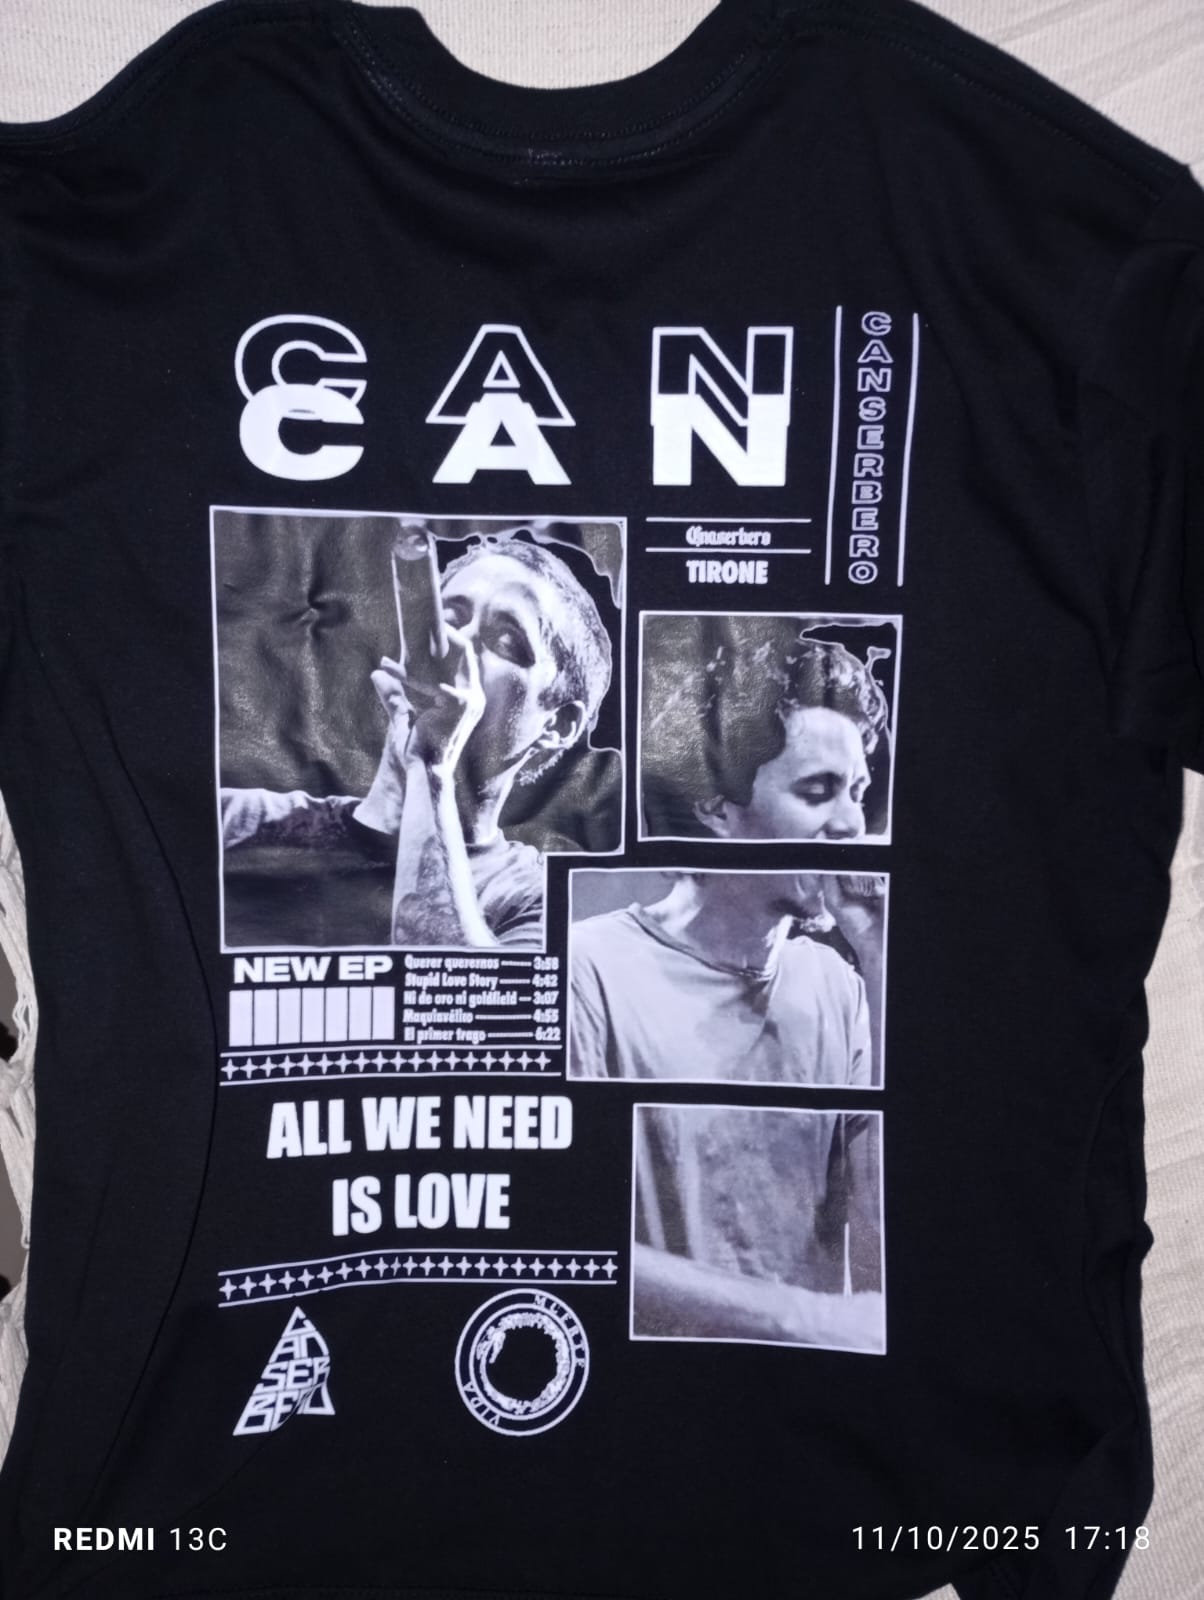 CAN
CAN
CANSERBERO
Cnaserbero
TIRONE
NEW EP
Querer querernos 3:58
Stupid Love Story 4:42
Ni de oro ni goldfield 3:07
Maquiavélico 4:55
El primer trago 6:22
ALL WE NEED
IS LOVE
CAN
SER
BERO
MUERTE
VIDA
REDMI 13C
11/10/2025 17:18